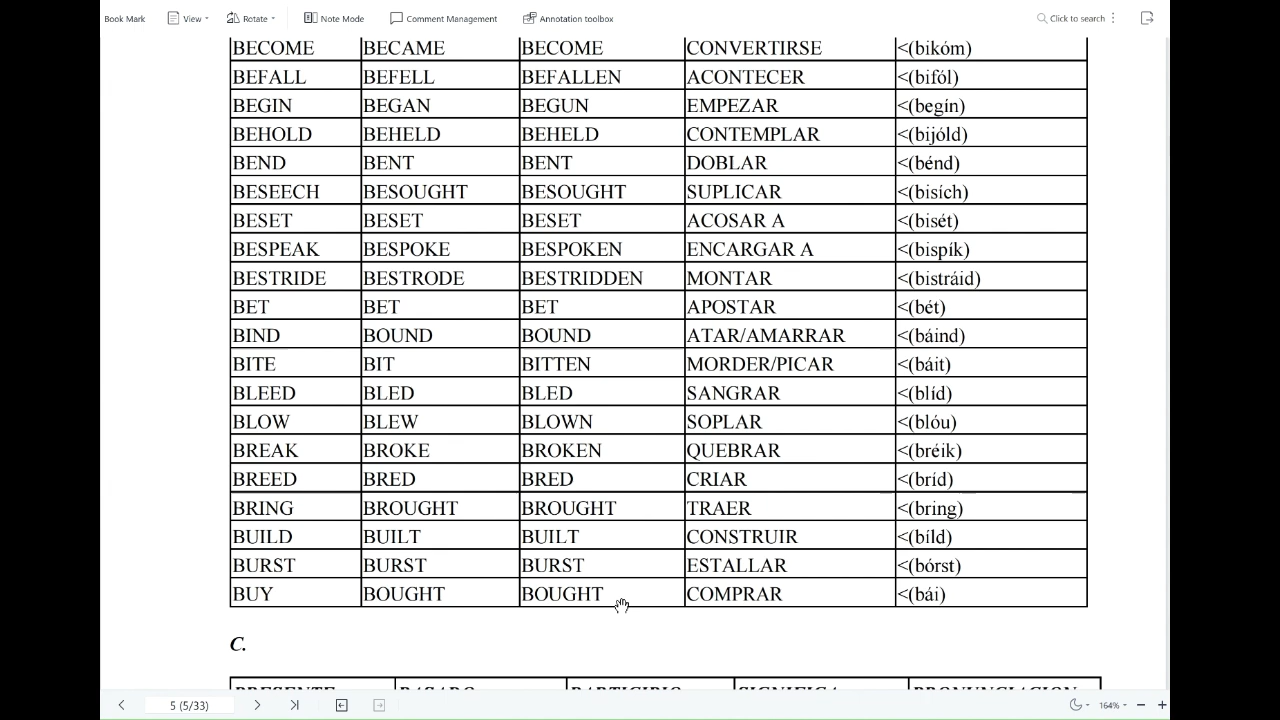 Book Mark View Rotate Note Mode Comment Management Annotation toolbox Click to search
BECOME BECAME BECOME CONVERTIRSE <(bikóm)
BEFALL BEFELL BEFALLEN ACONTECER <(bifól)
BEGIN BEGAN BEGUN EMPEZAR <(begín)
BEHOLD BEHELD BEHELD CONTEMPLAR <(bijóld)
BEND BENT BENT DOBLAR <(bénd)
BESEECH BESOUGHT BESOUGHT SUPLICAR <(bisích)
BESET BESET BESET ACOSAR A <(bisét)
BESPEAK BESPOKE BESPOKEN ENCARGAR A <(bispík)
BESTRIDE BESTRODE BESTRIDDEN MONTAR <(bistráid)
BET BET BET APOSTAR <(bét)
BIND BOUND BOUND ATAR/AMARRAR <(báind)
BITE BIT BITTEN MORDER/PICAR <(báit)
BLEED BLED BLED SANGRAR <(blíd)
BLOW BLEW BLOWN SOPLAR <(blóu)
BREAK BROKE BROKEN QUEBRAR <(bréik)
BREED BRED BRED CRIAR <(bríd)
BRING BROUGHT BROUGHT TRAER <(bring)
BUILD BUILT BUILT CONSTRUIR <(bíld)
BURST BURST BURST ESTALLAR <(bórst)
BUY BOUGHT BOUGHT COMPRAR <(bái)
C.
PRESENTE PASADO PARTICIPIO SIGNIFICA PRONUNCIACION
5 (5/33) 164%